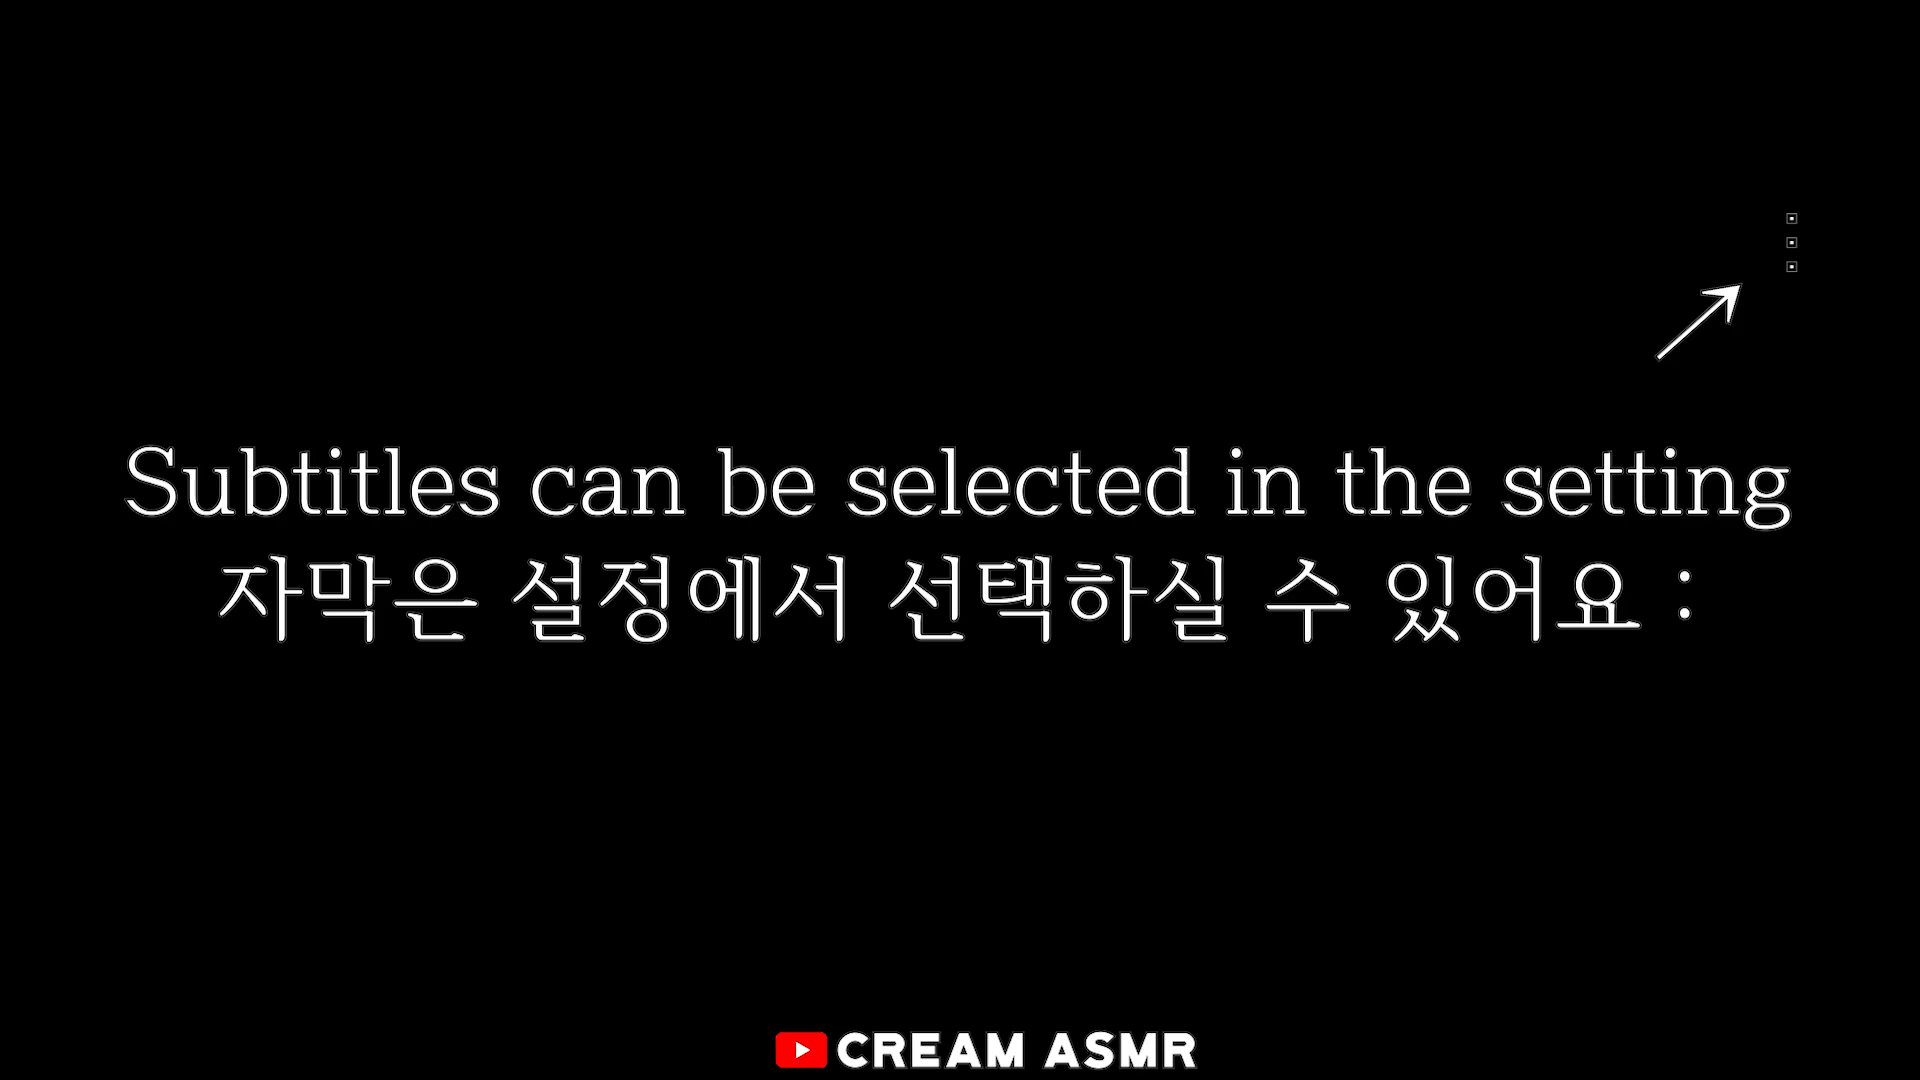 Subtitles can be selected in the setting
자막은 설정에서 선택하실 수 있어요 :
CREAM ASMR